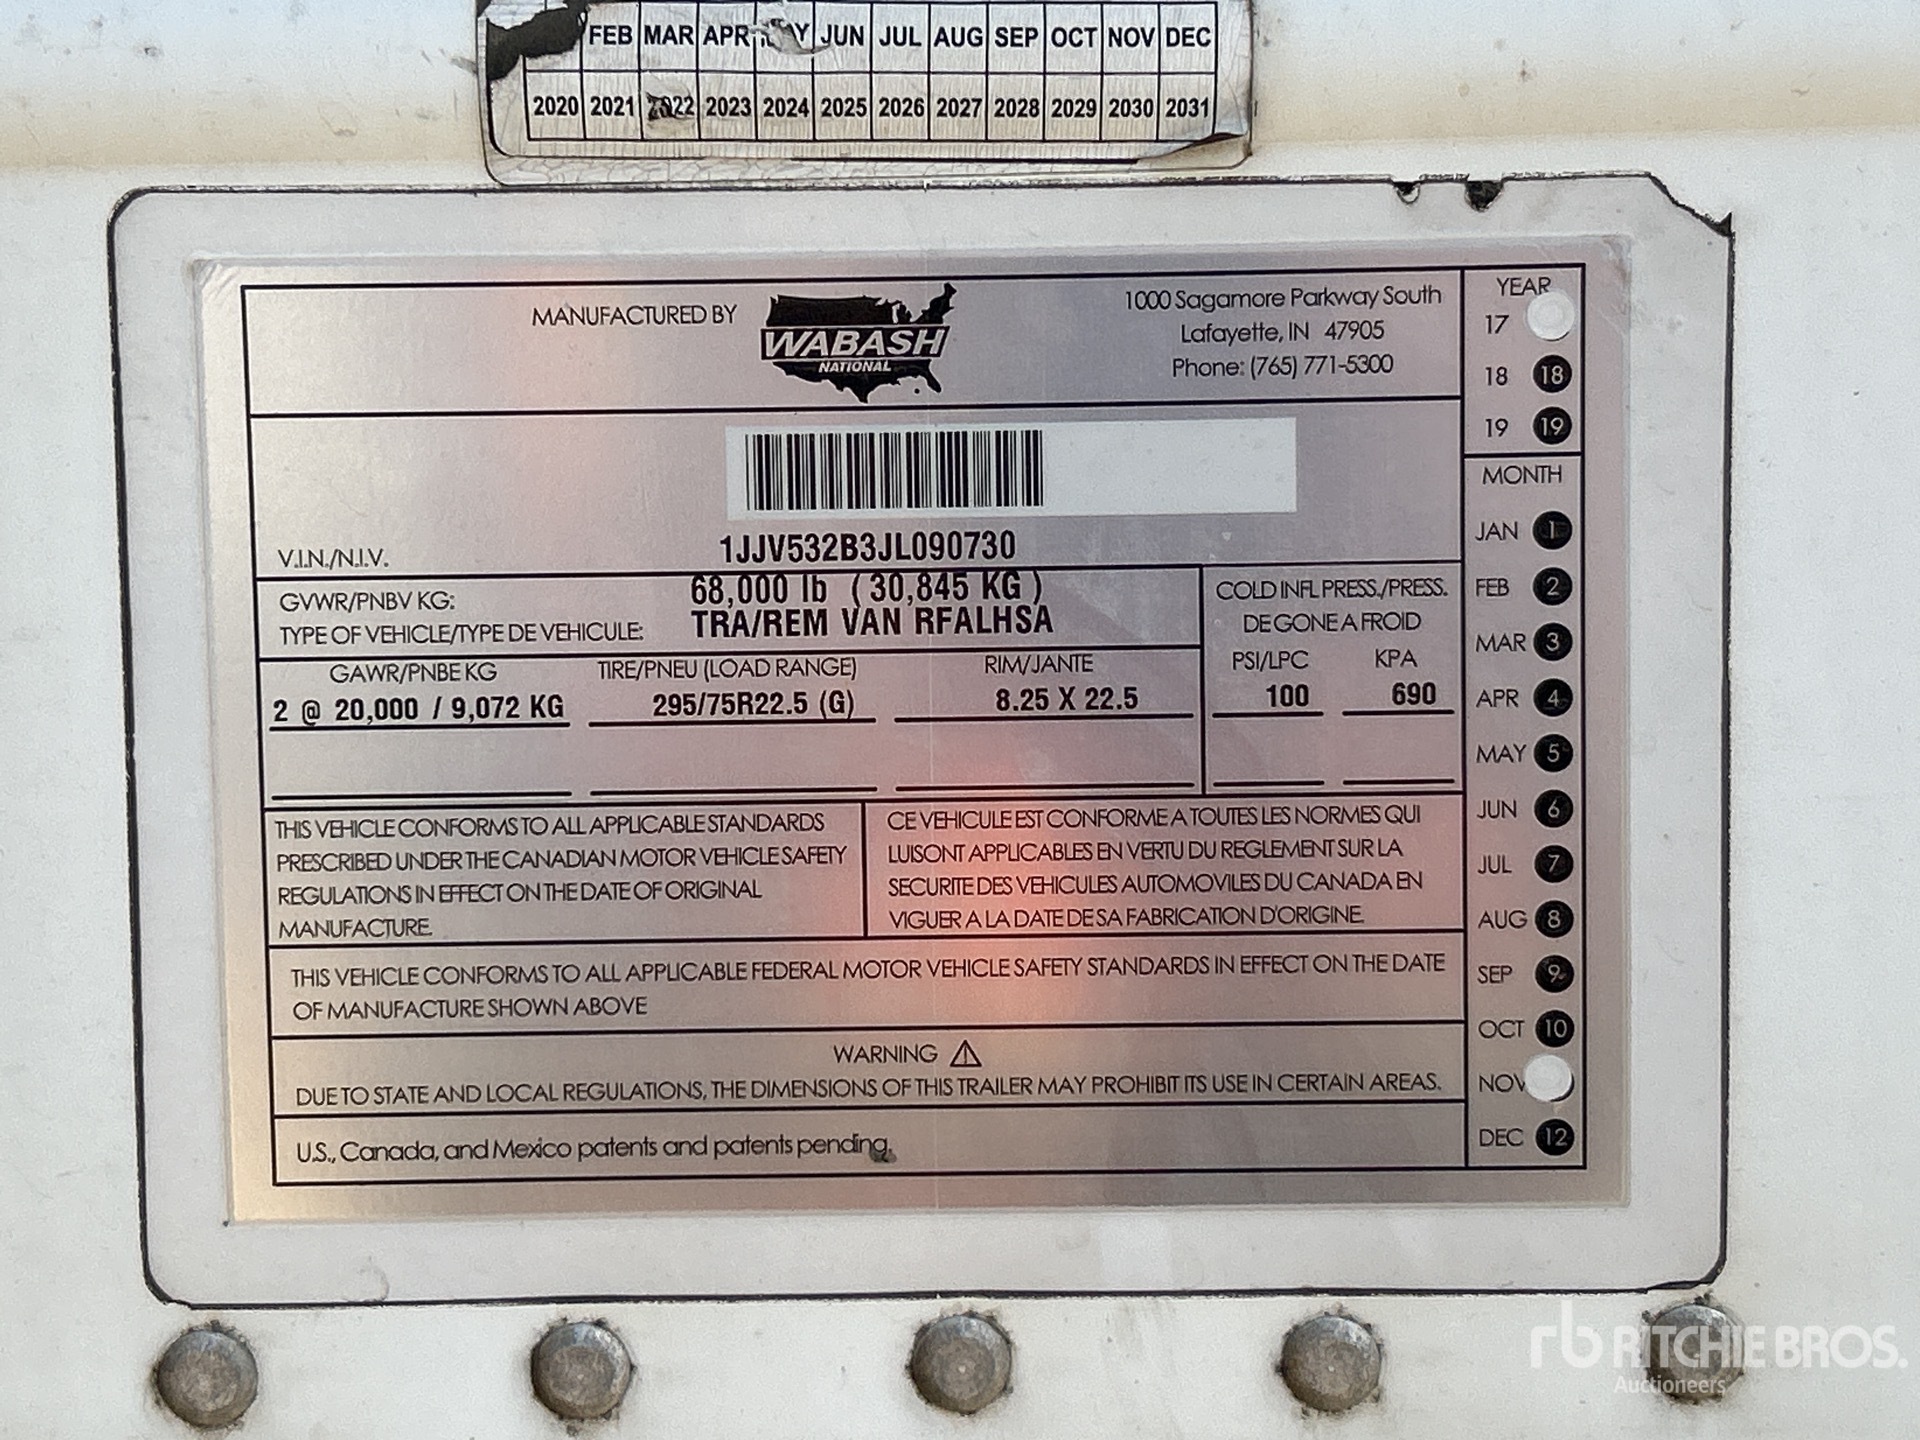 FEB MAR APR JUN JUL AUG SEP OCT NOV DEC
2020 2021 2022 2023 2024 2025 2026 2027 2028 2029 2030 2031
MANUFACTURED BY
WABASH
NATIONAL
1000 Sagamore Parkway South
Lafayette, IN 47905
Phone: (765) 771-5300
V.I.N./N.I.V.
1JJV532B3JL090730
GVWR/PNBV KG: 68,000 lb ( 30,845 KG )
TYPE OF VEHICLE/TYPE DE VEHICULE: TRA/REM VAN RFALHSA
COLD INFL PRESS./PRESS.
DE GONE A FROID
GAWR/PNBE KG TIRE/PNEU (LOAD RANGE) RIM/JANTE PSI/LPC KPA
2 @ 20,000 / 9,072 KG 295/75R22.5 (G) 8.25 X 22.5 100 690
THIS VEHICLE CONFORMS TO ALL APPLICABLE STANDARDS
PRESCRIBED UNDER THE CANADIAN MOTOR VEHICLE SAFETY
REGULATIONS IN EFFECT ON THE DATE OF ORIGINAL
MANUFACTURE.
CE VEHICULE EST CONFORME A TOUTES LES NORMES QUI
LUI SONT APPLICABLES EN VERTU DU REGLEMENT SUR LA
SECURITE DES VEHICULES AUTOMOVILES DU CANADA EN
VIGUER A LA DATE DE SA FABRICATION D'ORIGINE.
THIS VEHICLE CONFORMS TO ALL APPLICABLE FEDERAL MOTOR VEHICLE SAFETY STANDARDS IN EFFECT ON THE DATE
OF MANUFACTURE SHOWN ABOVE
WARNING
DUE TO STATE AND LOCAL REGULATIONS, THE DIMENSIONS OF THIS TRAILER MAY PROHIBIT ITS USE IN CERTAIN AREAS.
U.S., Canada, and Mexico patents and patents pending.
YEAR
17
18 18
19 19
MONTH
JAN 1
FEB 2
MAR 3
APR 4
MAY 5
JUN 6
JUL 7
AUG 8
SEP 9
OCT 10
NOV
DEC 12
rb RITCHIE BROS.
Auctioneers